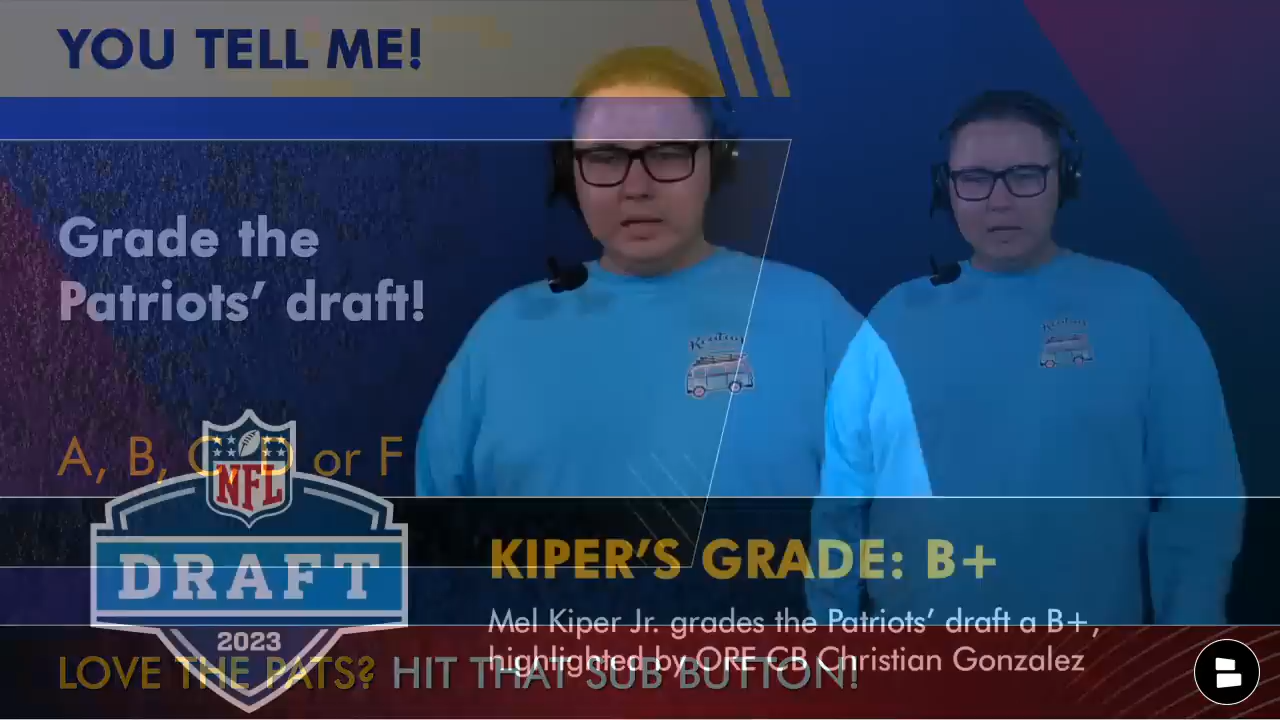 YOU TELL ME!
Grade the
Patriots' draft!
A, B, C, D or F
NFL
DRAFT
2023
KIPER'S GRADE: B+
Mel Kiper Jr. grades the Patriots' draft a B+,
highlighted by ORE CB Christian Gonzalez
LOVE THE PATS? HIT THAT SUB BUTTON!